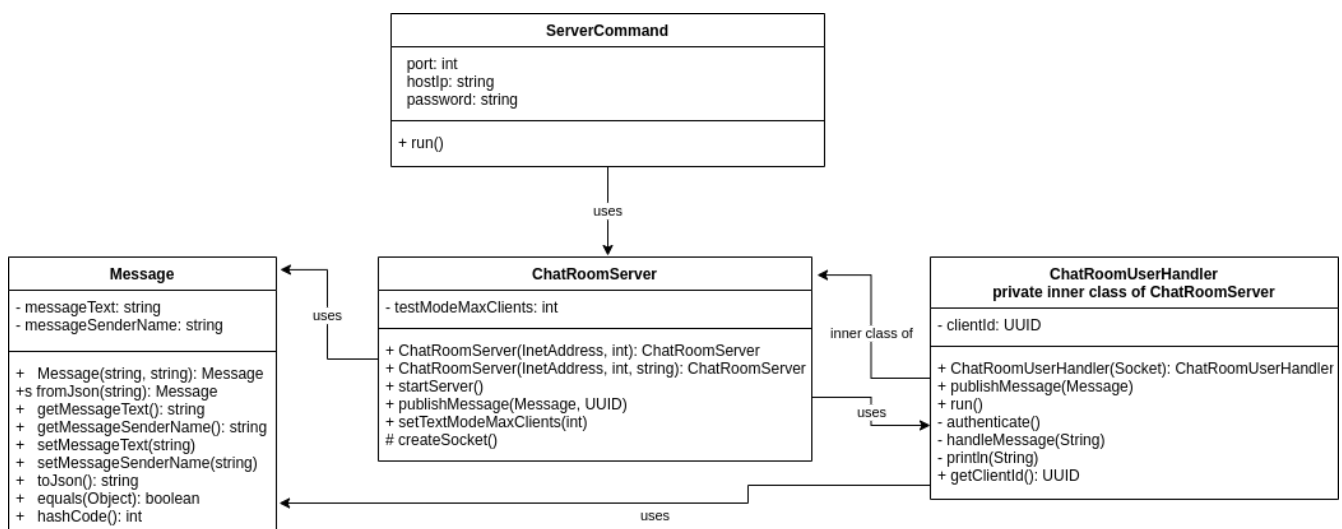 ServerCommand
port: int
hostIp: string
password: string
+ run()
uses
Message
- messageText: string
- messageSenderName: string
+ Message(string, string): Message
+s fromJson(string): Message
+ getMessageText(): string
+ getMessageSenderName(): string
+ setMessageText(string)
+ setMessageSenderName(string)
+ toJson(): string
+ equals(Object): boolean
+ hashCode(): int
uses
ChatRoomServer
- testModeMaxClients: int
+ ChatRoomServer(InetAddress, int): ChatRoomServer
+ ChatRoomServer(InetAddress, int, string): ChatRoomServer
+ startServer()
+ publishMessage(Message, UUID)
+ setTextModeMaxClients(int)
# createSocket()
inner class of
uses
ChatRoomUserHandler
private inner class of ChatRoomServer
- clientId: UUID
+ ChatRoomUserHandler(Socket): ChatRoomUserHandler
+ publishMessage(Message)
+ run()
- authenticate()
- handleMessage(String)
- println(String)
+ getClientId(): UUID
uses